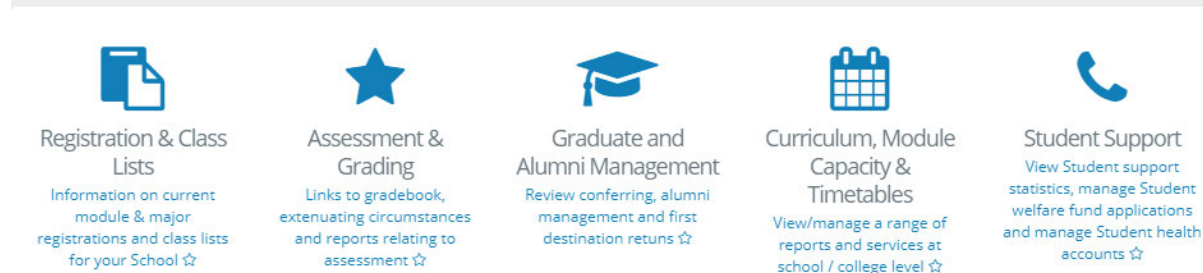 Registration & Class
Lists
Information on current
module & major
registrations and class lists
for your School ☆
Assessment &
Grading
Links to gradebook,
extenuating circumstances
and reports relating to
assessment ☆
Graduate and
Alumni Management
Review conferring, alumni
management and first
destination retuns ☆
Curriculum, Module
Capacity &
Timetables
View/manage a range of
reports and services at
school / college level ☆
Student Support
View Student support
statistics, manage Student
welfare fund applications
and manage Student health
accounts ☆